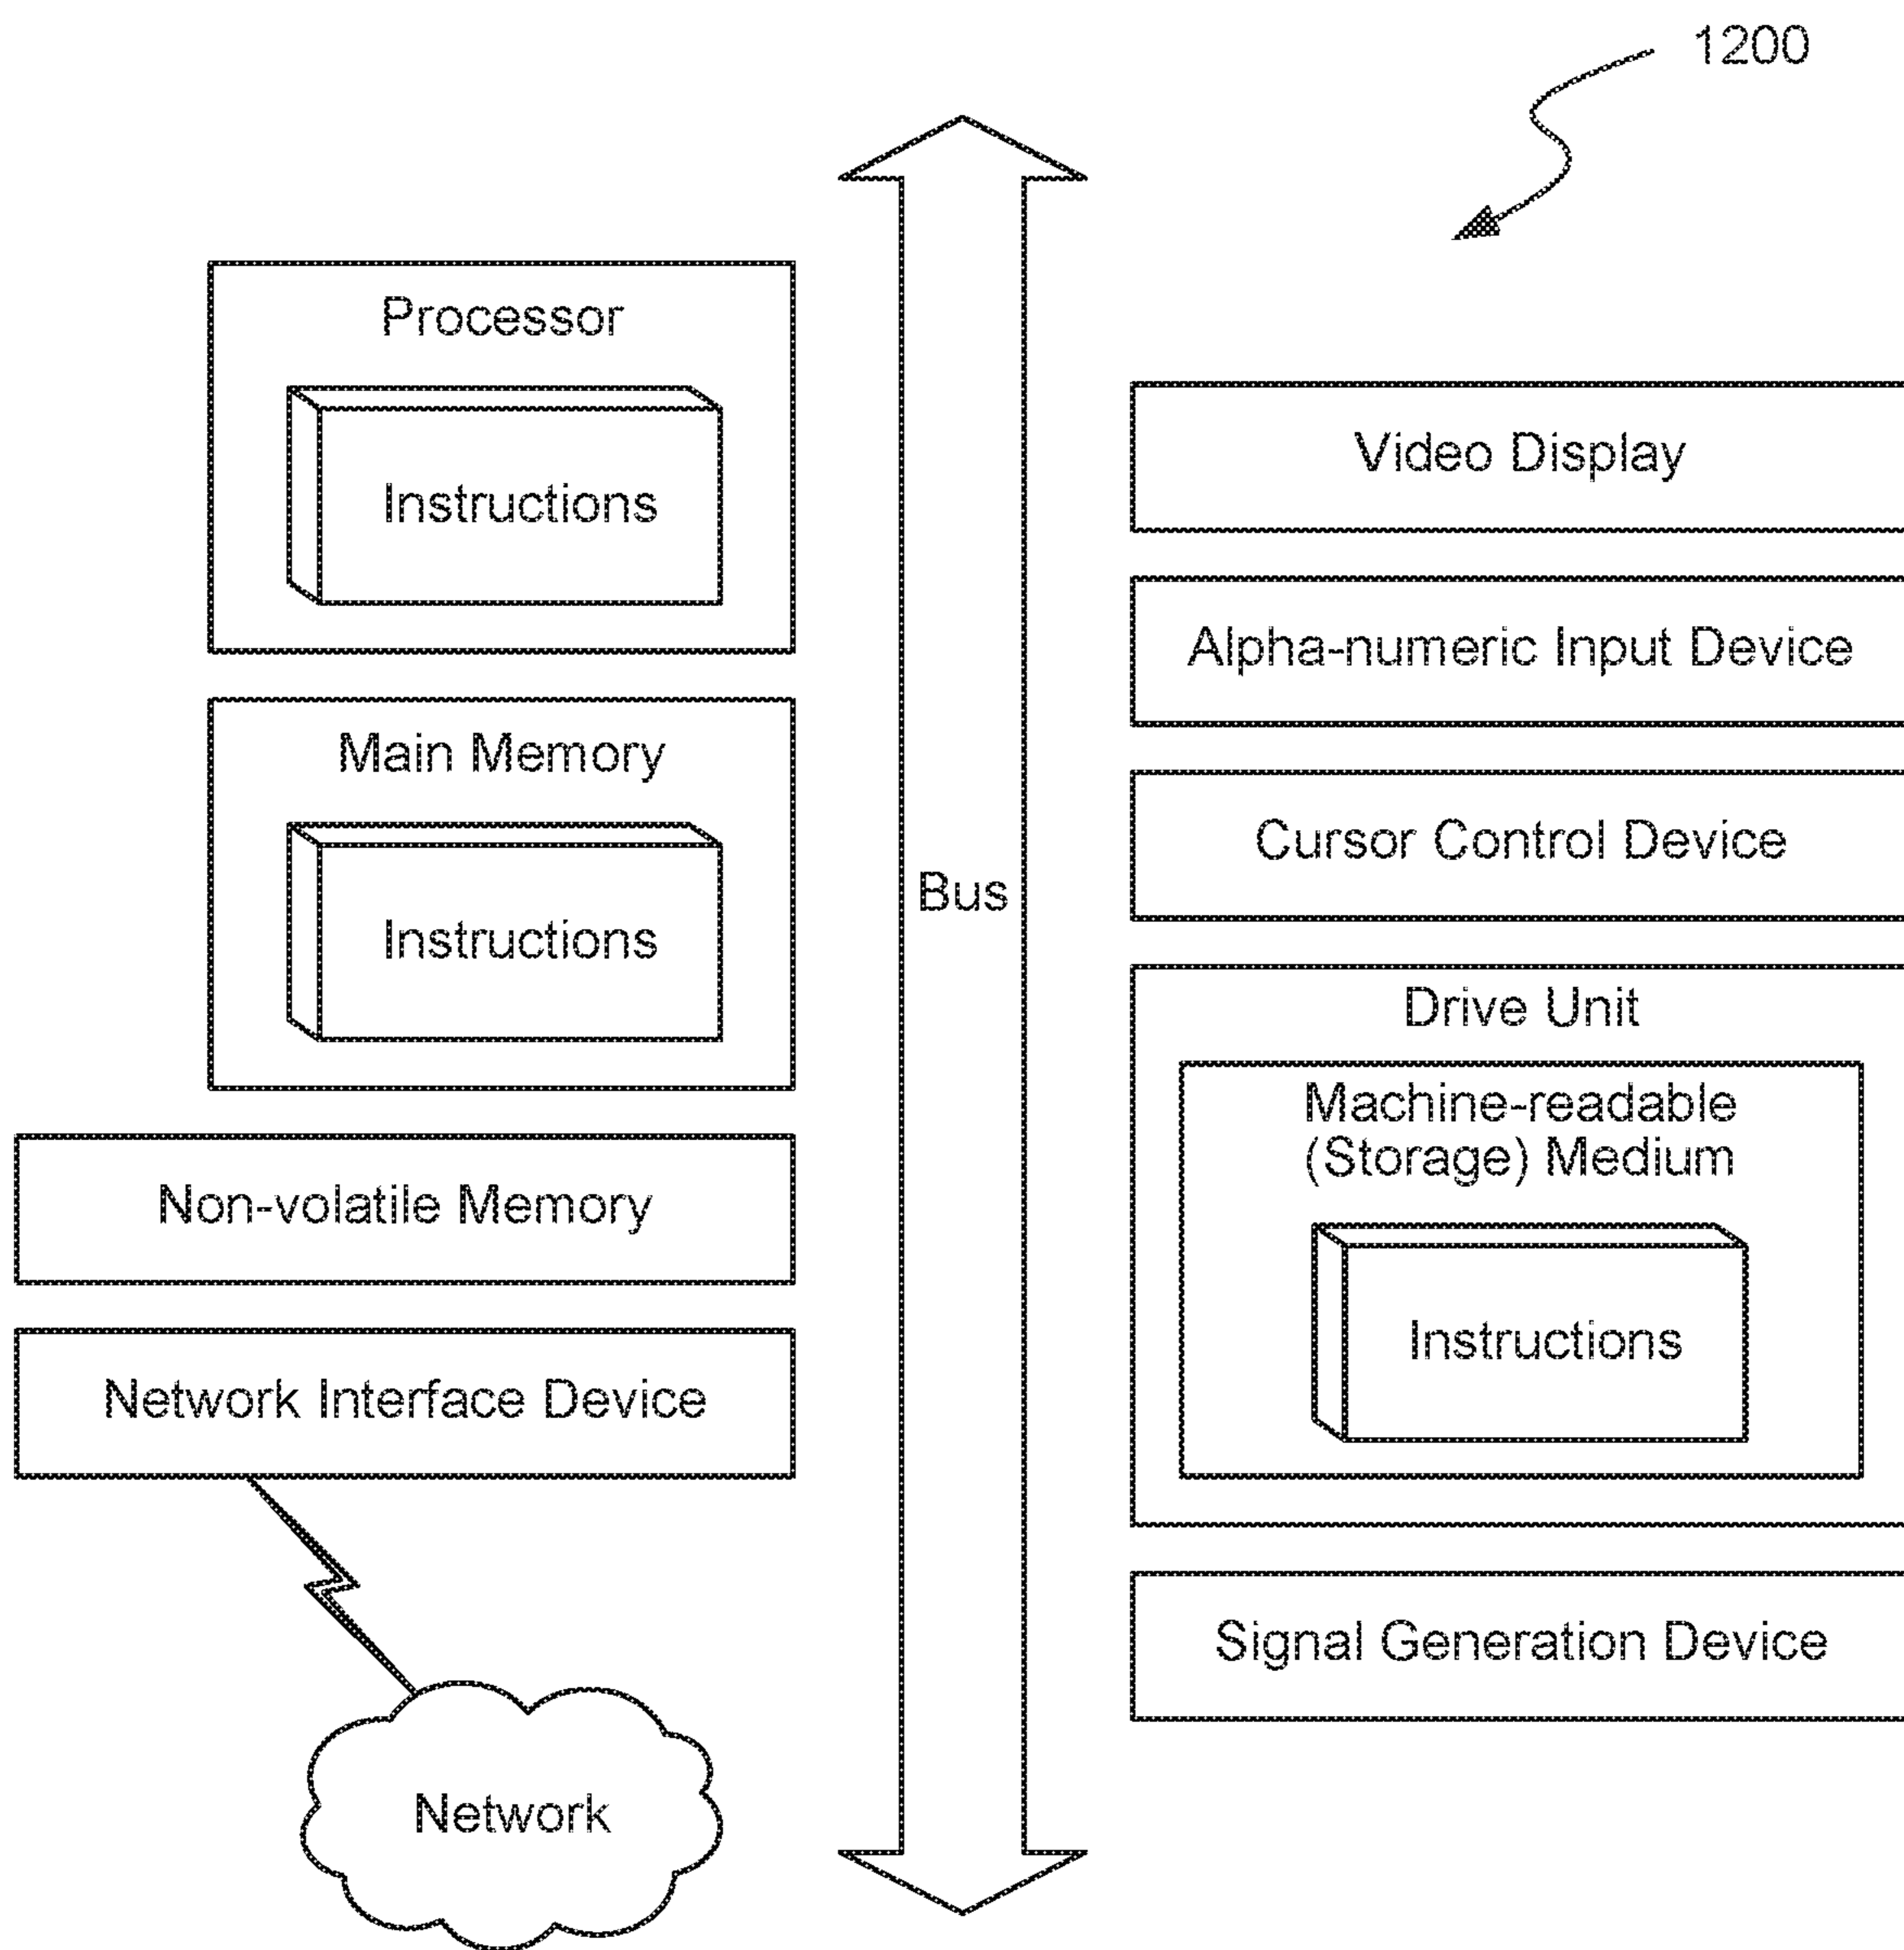 1200
Processor
Instructions
Main Memory
Instructions
Non-volatile Memory
Network Interface Device
Network
Bus
Video Display
Alpha-numeric Input Device
Cursor Control Device
Drive Unit
Machine-readable
(Storage) Medium
Instructions
Signal Generation Device